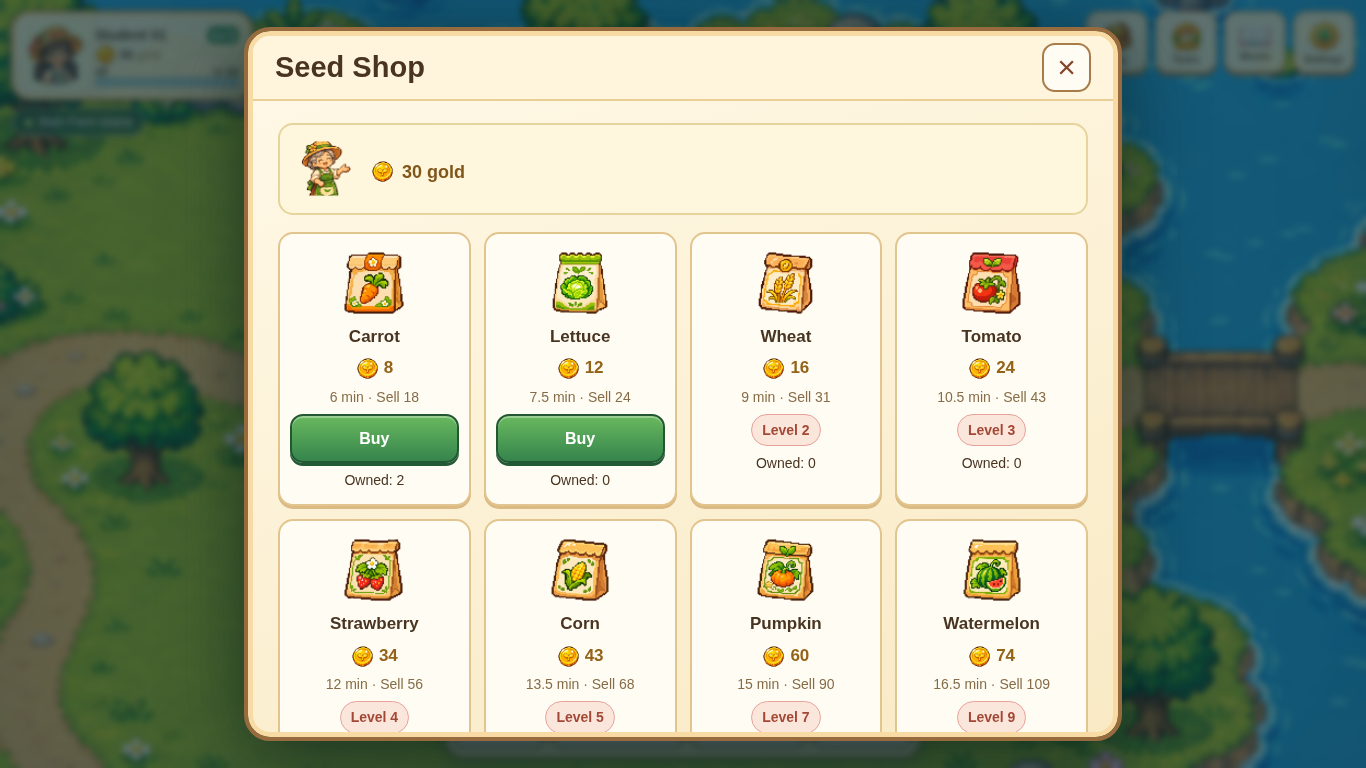 Seed Shop
30 gold
Carrot
8
6 min · Sell 18
Buy
Owned: 2
Lettuce
12
7.5 min · Sell 24
Buy
Owned: 0
Wheat
16
9 min · Sell 31
Level 2
Owned: 0
Tomato
24
10.5 min · Sell 43
Level 3
Owned: 0
Strawberry
34
12 min · Sell 56
Level 4
Corn
43
13.5 min · Sell 68
Level 5
Pumpkin
60
15 min · Sell 90
Level 7
Watermelon
74
16.5 min · Sell 109
Level 9